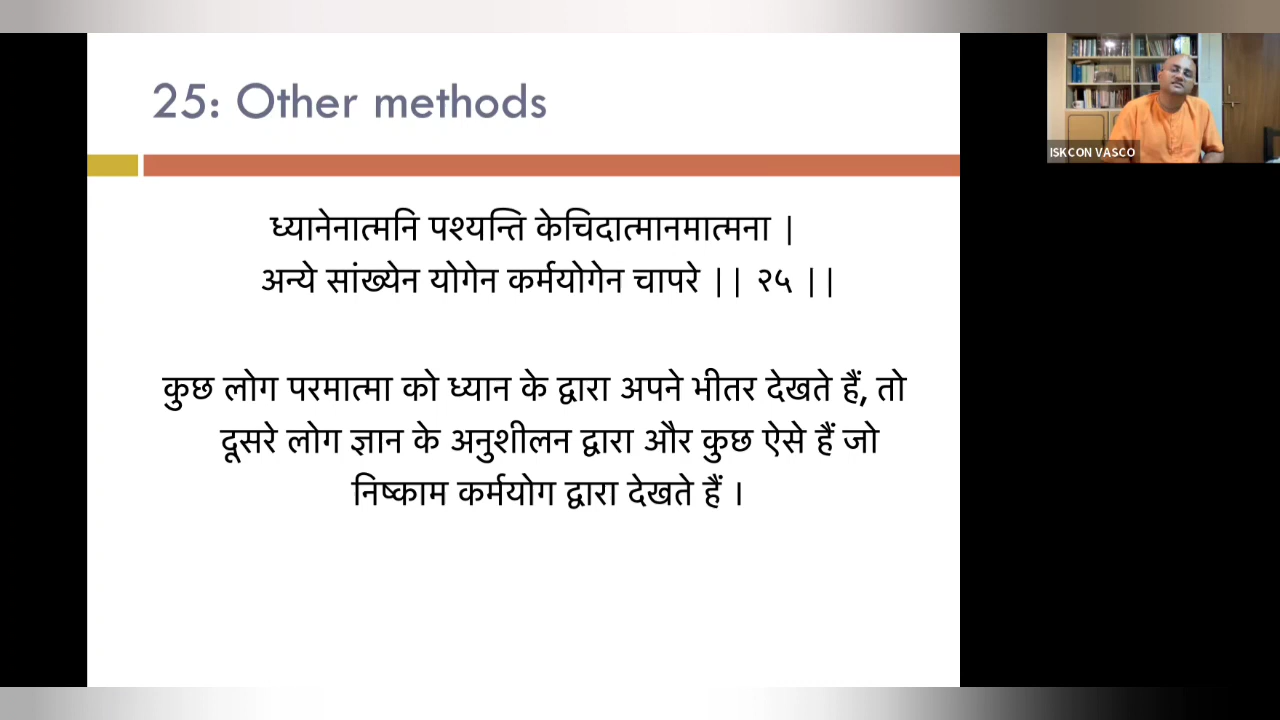 25: Other methods
ध्यानेनात्मनि पश्यन्ति केचिदात्मानमात्मना |
अन्ये सांख्येन योगेन कर्मयोगेन चापरे || २५ ||
कुछ लोग परमात्मा को ध्यान के द्वारा अपने भीतर देखते हैं, तो
दूसरे लोग ज्ञान के अनुशीलन द्वारा और कुछ ऐसे हैं जो
निष्काम कर्मयोग द्वारा देखते हैं ।
ISKCON VASCO